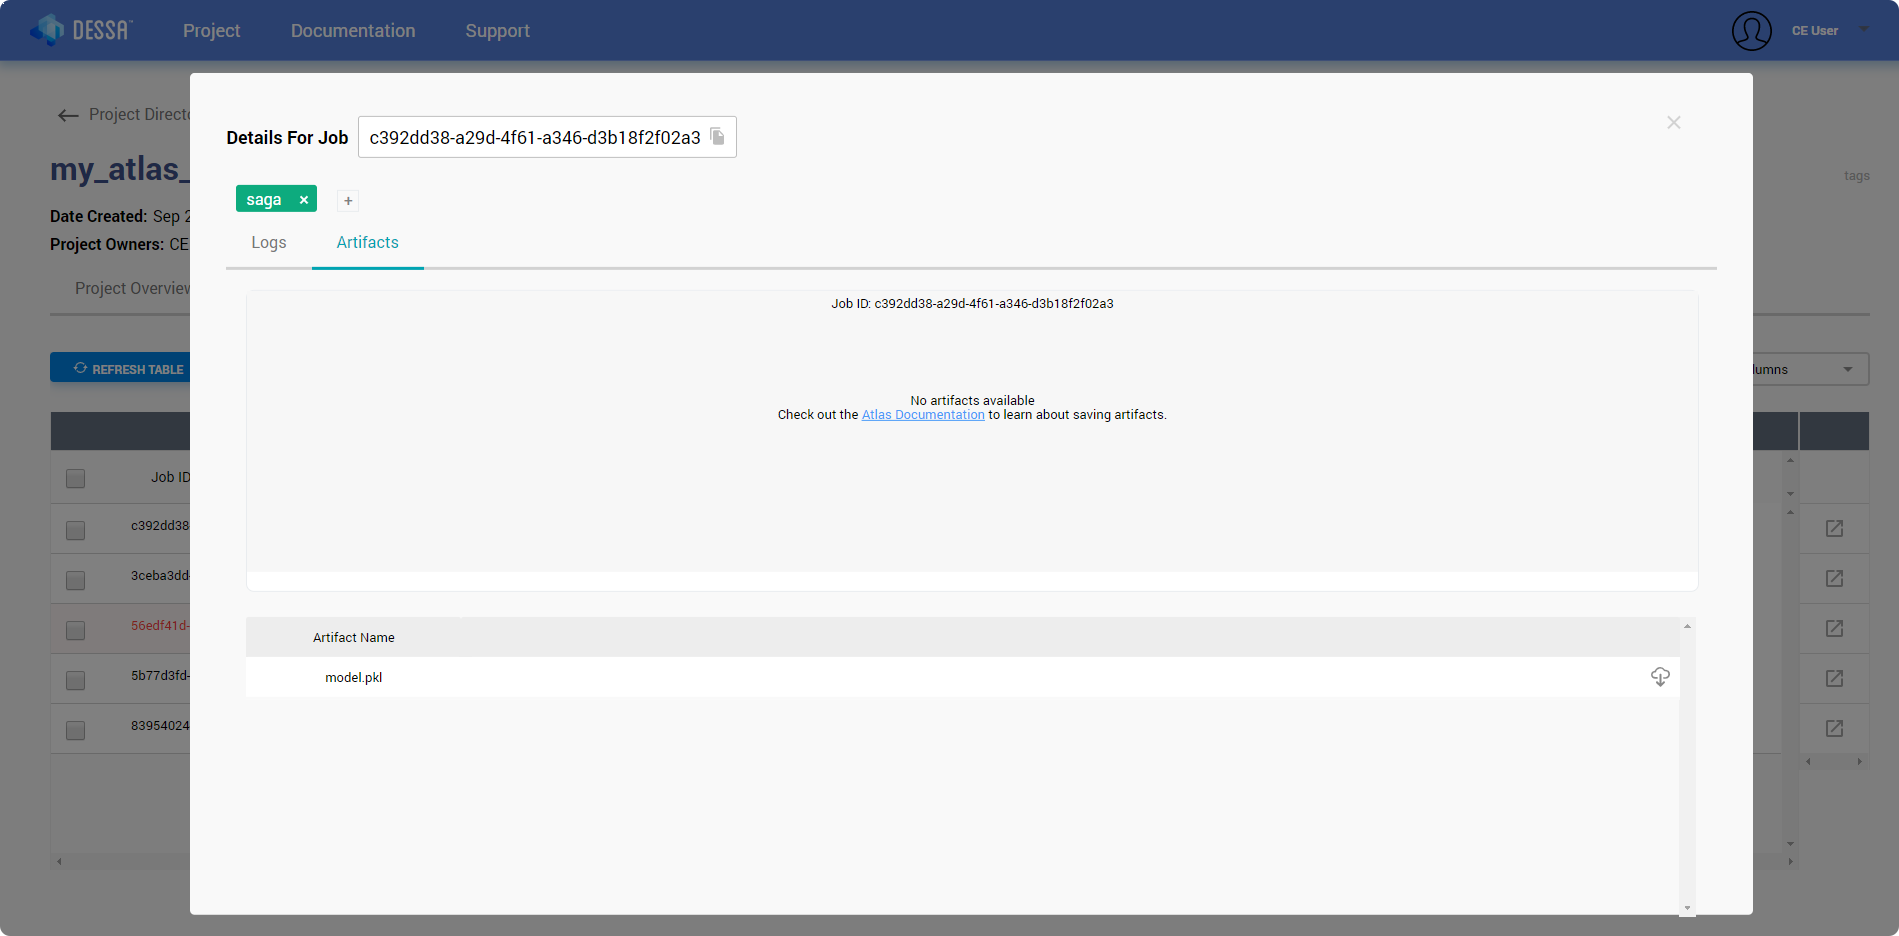 DESSA™ Project Documentation Support CE User
Project Directo
Details For Job c392dd38-a29d-4f61-a346-d3b18f2f02a3
my_atlas_
tags
saga × +
Date Created: Sep 2
Project Owners: CE
Logs Artifacts
Project Overview
Job ID: c392dd38-a29d-4f61-a346-d3b18f2f02a3
REFRESH TABLE
lumns
No artifacts available
Check out the Atlas Documentation to learn about saving artifacts.
Job ID
c392dd38-
3ceba3dd-
56edf41d-
5b77d3fd-
83954024
Artifact Name
model.pkl